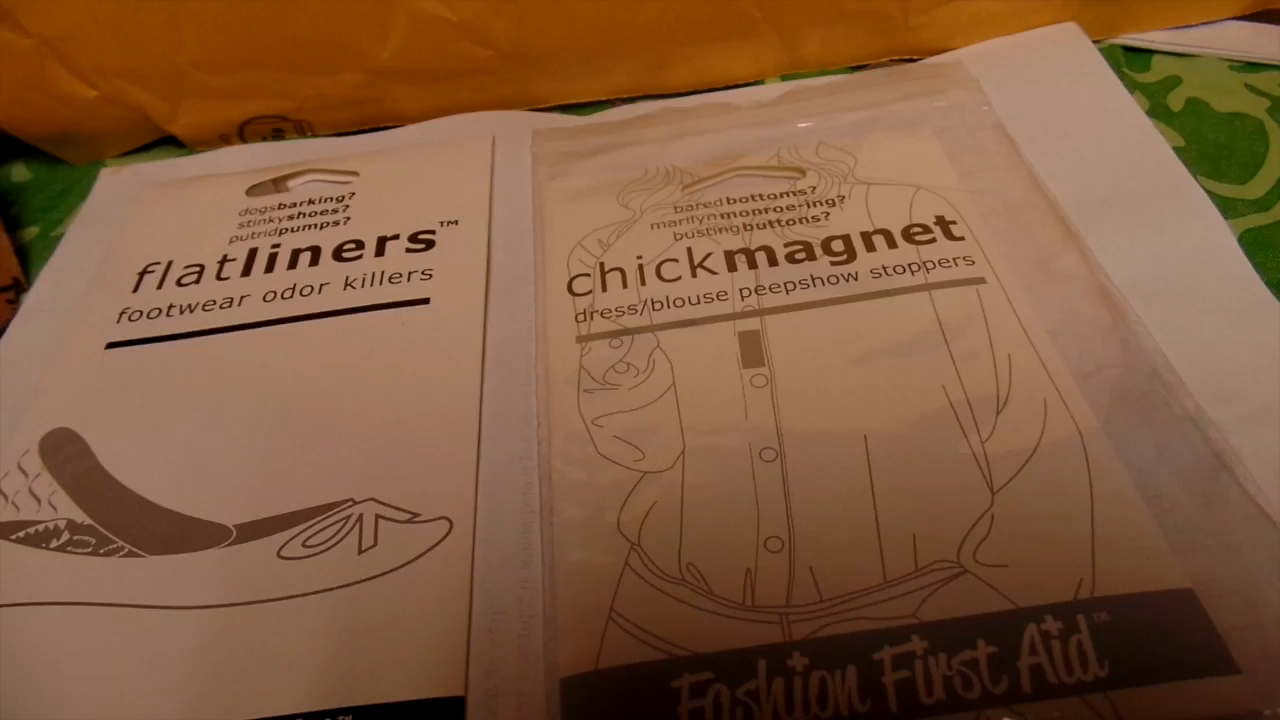 dogsbarking?
stinkyshoes?
putridpumps?
flatliners™
footwear odor killers
baredbottoms?
marilynmonroe-ing?
bustingbuttons?
chickmagnet
dress/blouse peepshow stoppers
Fashion First Aid™